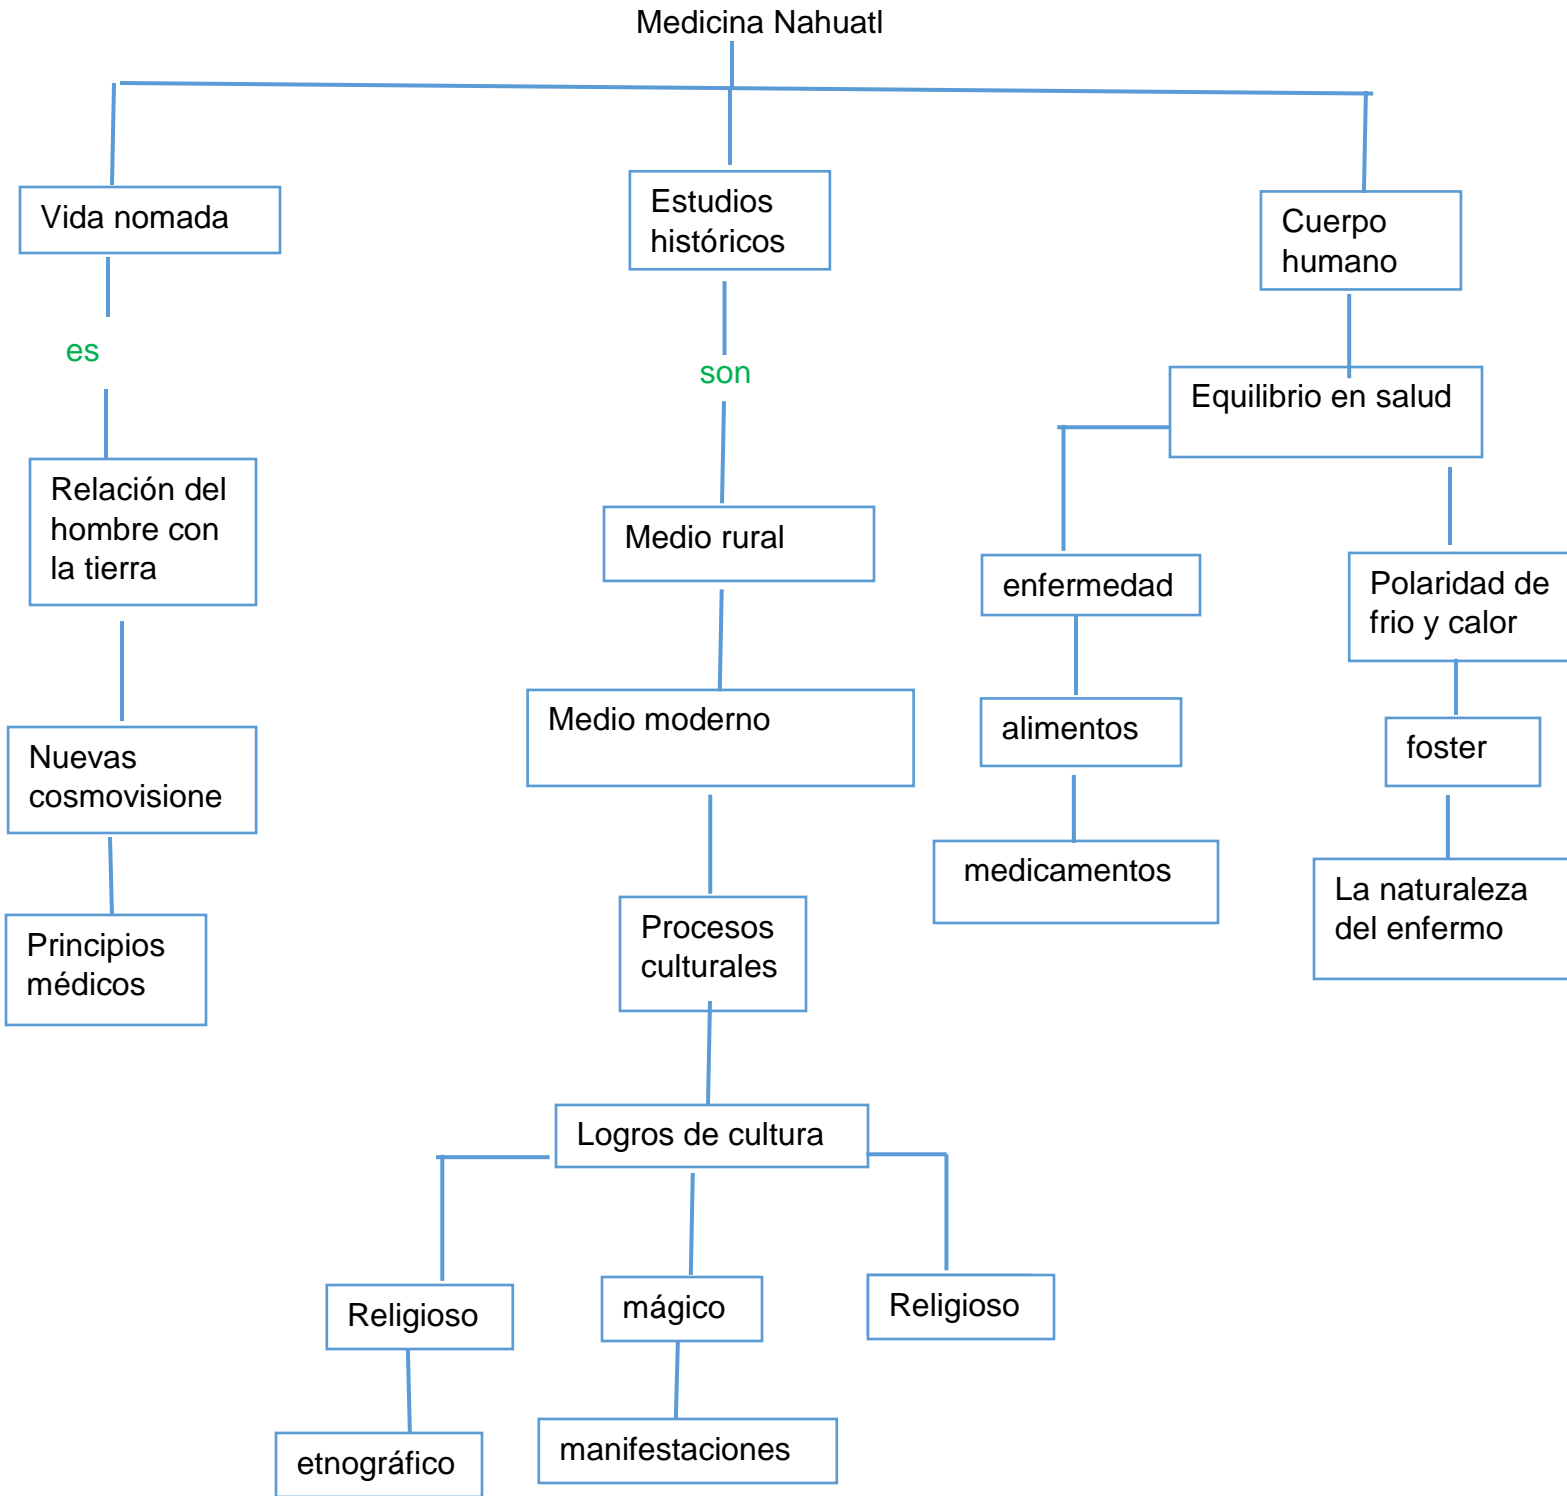 Medicina Nahuatl
Vida nomada
es
Relación del
hombre con
la tierra
Nuevas
cosmovisione
Principios
médicos
Estudios
históricos
son
Medio rural
Medio moderno
Procesos
culturales
Logros de cultura
Religioso
etnográfico
mágico
manifestaciones
Religioso
Cuerpo
humano
Equilibrio en salud
enfermedad
alimentos
medicamentos
Polaridad de
frio y calor
foster
La naturaleza
del enfermo